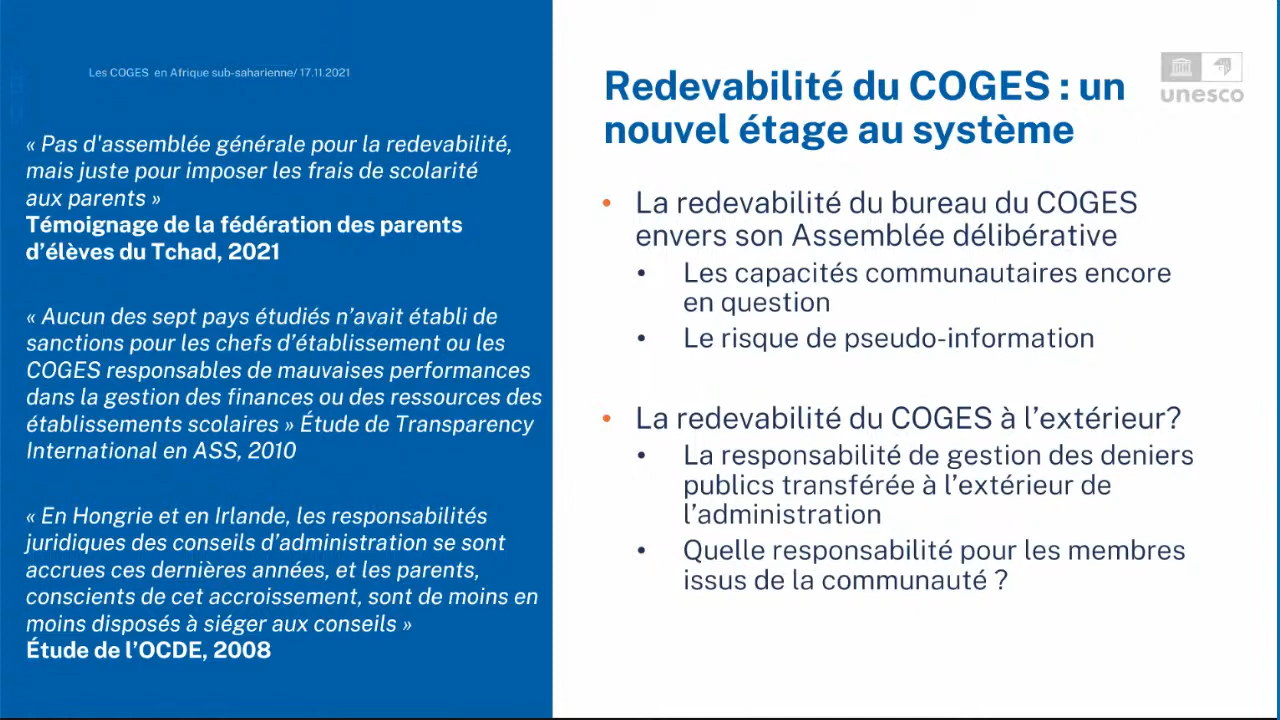 Les COGES en Afrique sub-saharienne/ 17.11.2021
« Pas d'assemblée générale pour la redevabilité,
mais juste pour imposer les frais de scolarité
aux parents »
Témoignage de la fédération des parents
d’élèves du Tchad, 2021
« Aucun des sept pays étudiés n’avait établi de
sanctions pour les chefs d’établissement ou les
COGES responsables de mauvaises performances
dans la gestion des finances ou des ressources des
établissements scolaires » Étude de Transparency
International en ASS, 2010
« En Hongrie et en Irlande, les responsabilités
juridiques des conseils d’administration se sont
accrues ces dernières années, et les parents,
conscients de cet accroissement, sont de moins en
moins disposés à siéger aux conseils »
Étude de l’OCDE, 2008
Redevabilité du COGES : un
nouvel étage au système
unesco
• La redevabilité du bureau du COGES
envers son Assemblée délibérative
• Les capacités communautaires encore
en question
• Le risque de pseudo-information
• La redevabilité du COGES à l’extérieur?
• La responsabilité de gestion des deniers
publics transférée à l’extérieur de
l’administration
• Quelle responsabilité pour les membres
issus de la communauté ?